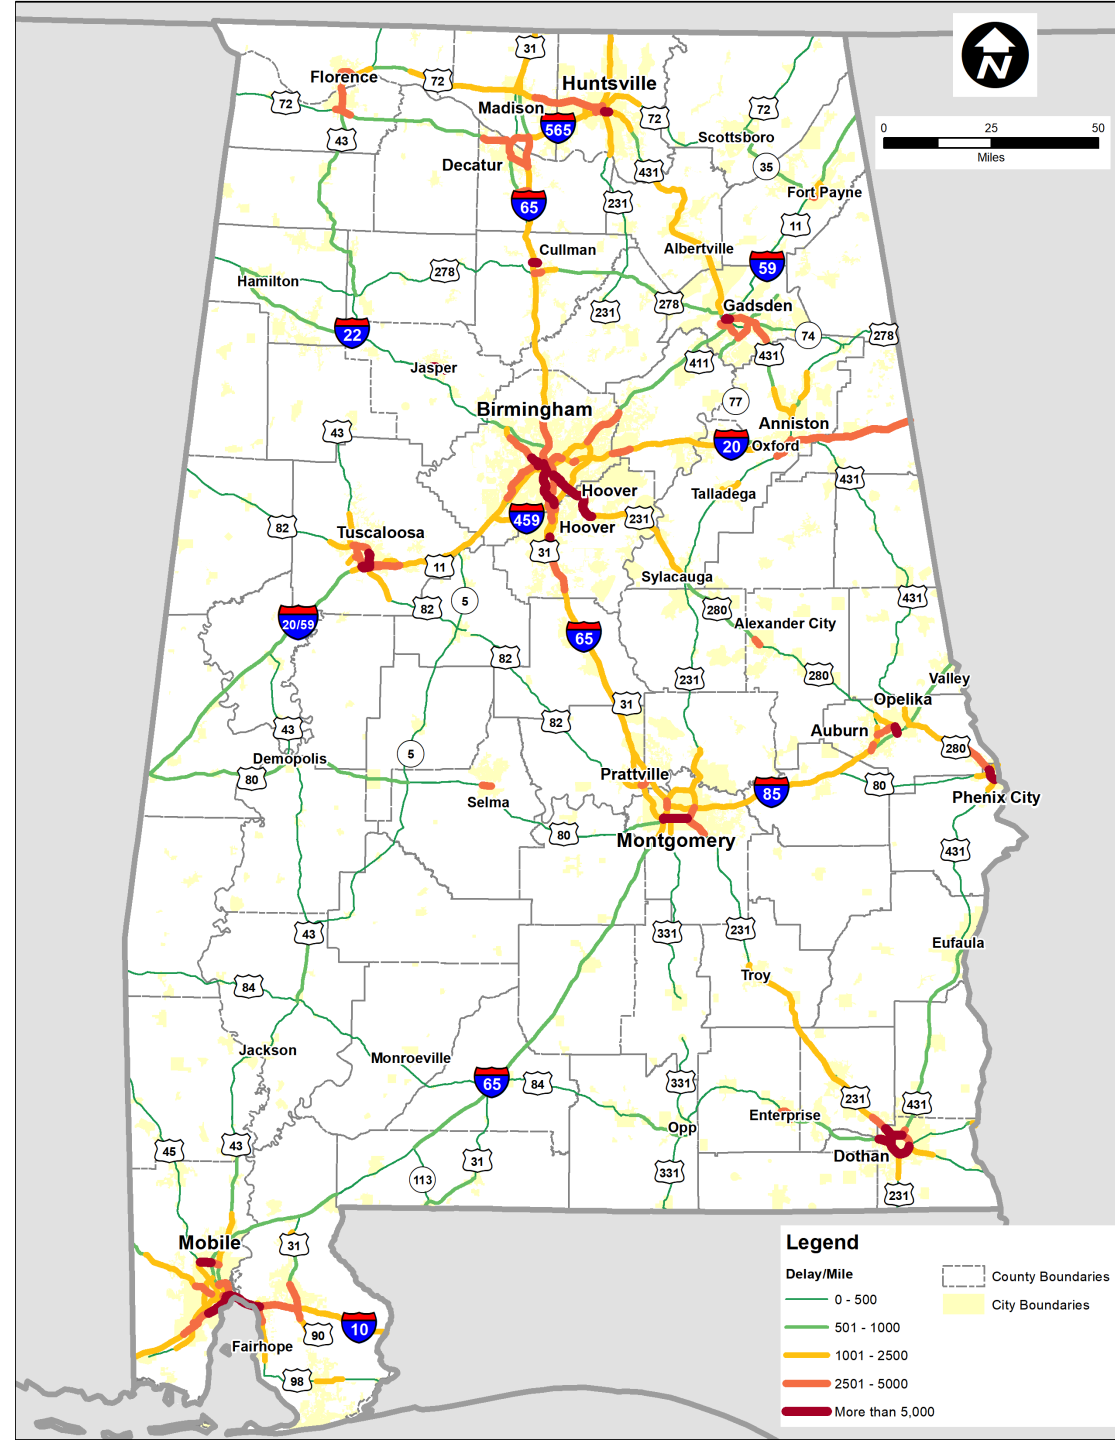 31
Florence
72
Huntsville
N
72
Madison
72
72
565
0
25
50
Miles
43
Scottsboro
Decatur
35
431
Fort Payne
65
231
11
Cullman
Albertville
59
278
Hamilton
278
Gadsden
231
22
74
278
411
431
Jasper
77
Birmingham
Anniston
43
20
Oxford
431
Hoover
Talladega
459
231
82
Hoover
Tuscaloosa
31
11
Sylacauga
5
82
280
431
20/59
Alexander City
65
82
280
231
Valley
31
Opelika
82
43
Auburn
280
5
Demopolis
80
Prattville
80
85
Selma
Phenix City
80
Montgomery
431
43
331
231
Eufaula
Troy
84
Jackson
Monroeville
65
84
331
231
431
Enterprise
Opp
45
43
Dothan
31
331
113
231
Mobile
31
Legend
Delay/Mile
County Boundaries
0 - 500
City Boundaries
501 - 1000
10
90
Fairhope
1001 - 2500
98
2501 - 5000
More than 5,000